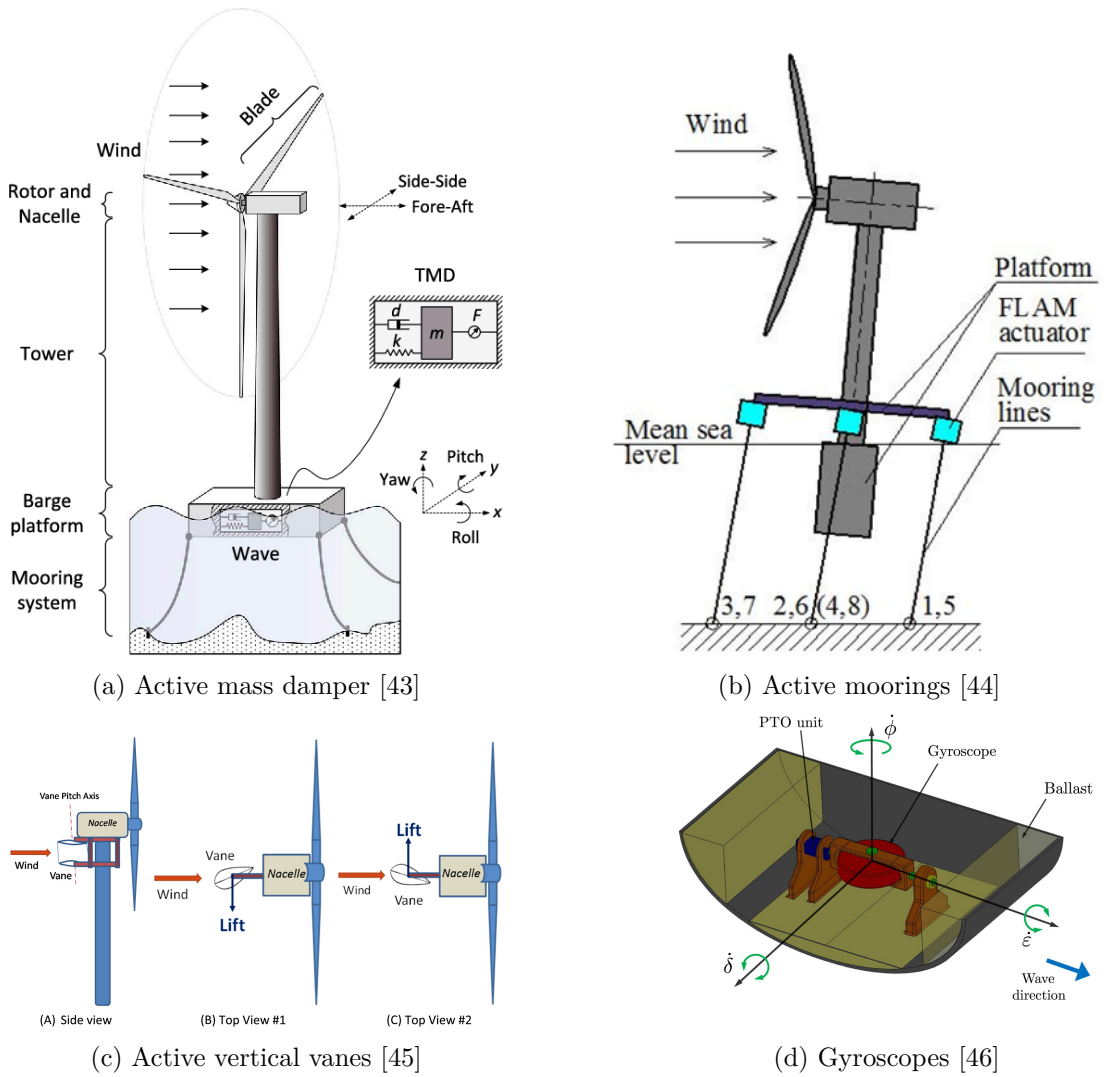 Wind
Blade
Rotor and
Nacelle
Side-Side
Fore-Aft
TMD
d
k
m
F
Tower
Pitch
z
y
Yaw
x
Roll
Barge
platform
Wave
Mooring
system
(a) Active mass damper [43]
Wind
Platform
FLAM
actuator
Mooring
lines
Mean sea
level
3,7 2,6 (4,8) 1,5
(b) Active moorings [44]
Vane Pitch Axis
Nacelle
Wind
Vane
(A) Side view
Vane
Wind
Nacelle
Lift
(B) Top View #1
Lift
Wind
Nacelle
Vane
(C) Top View #2
(c) Active vertical vanes [45]
PTO unit
φ̇
Gyroscope
Ballast
δ̇
ε̇
Wave
direction
(d) Gyroscopes [46]